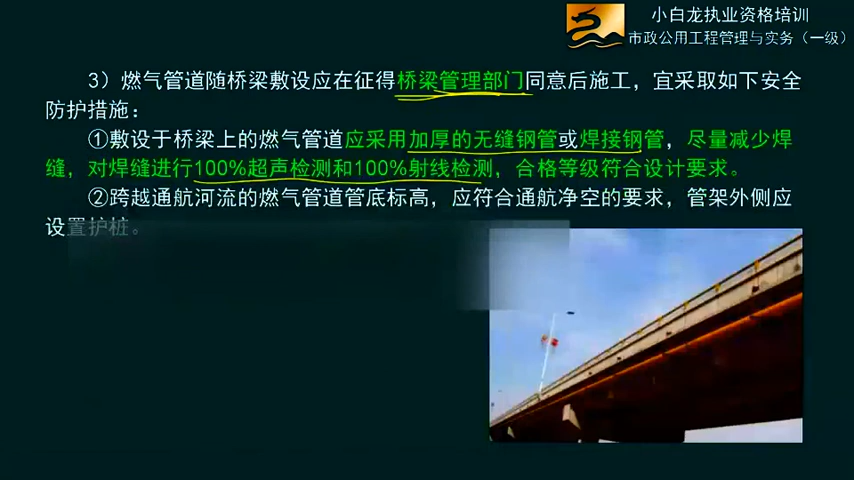 小白龙执业资格培训
市政公用工程管理与实务（一级）
3）燃气管道随桥梁敷设应在征得桥梁管理部门同意后施工，宜采取如下安全
防护措施：
①敷设于桥梁上的燃气管道应采用加厚的无缝钢管或焊接钢管，尽量减少焊
缝，对焊缝进行100%超声检测和100%射线检测，合格等级符合设计要求。
②跨越通航河流的燃气管道管底标高，应符合通航净空的要求，管架外侧应
设置护桩。